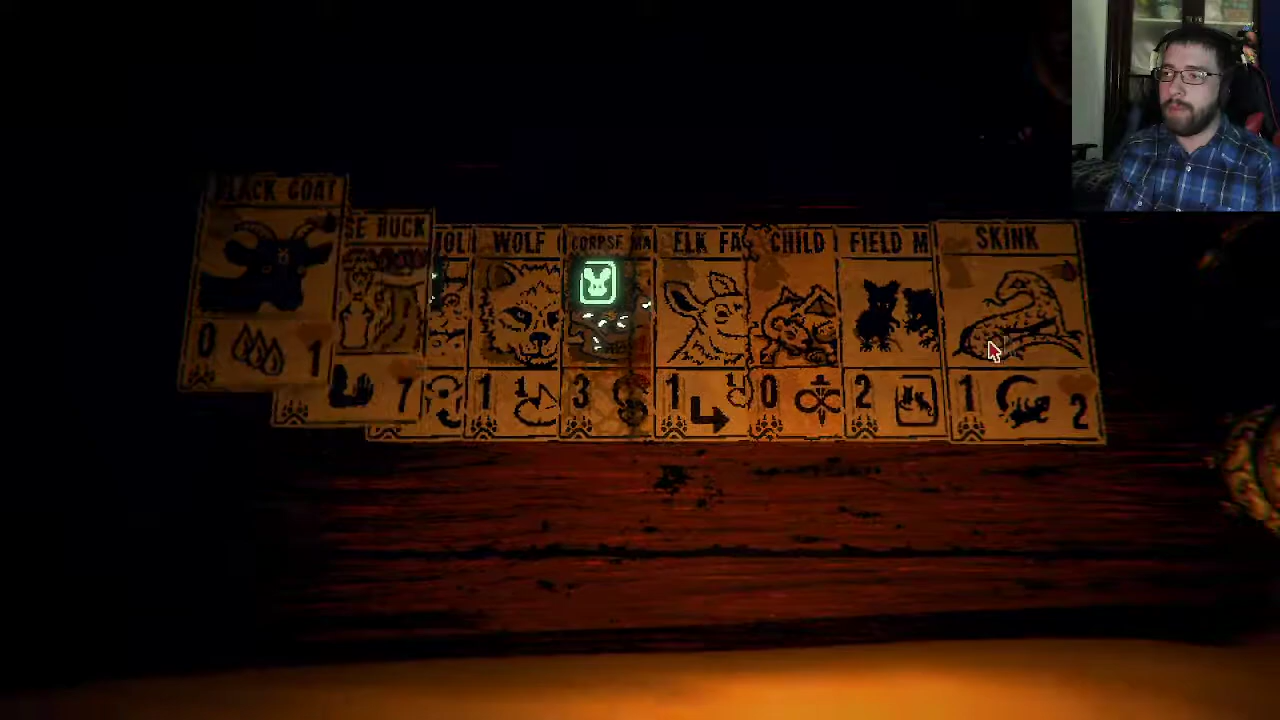 BLACK GOAT
SE BUCK
WOLF
CORPSE MA
ELK FA
CHILD
FIELD M
SKINK
0 1
7
1
3
1
0
2
1 2